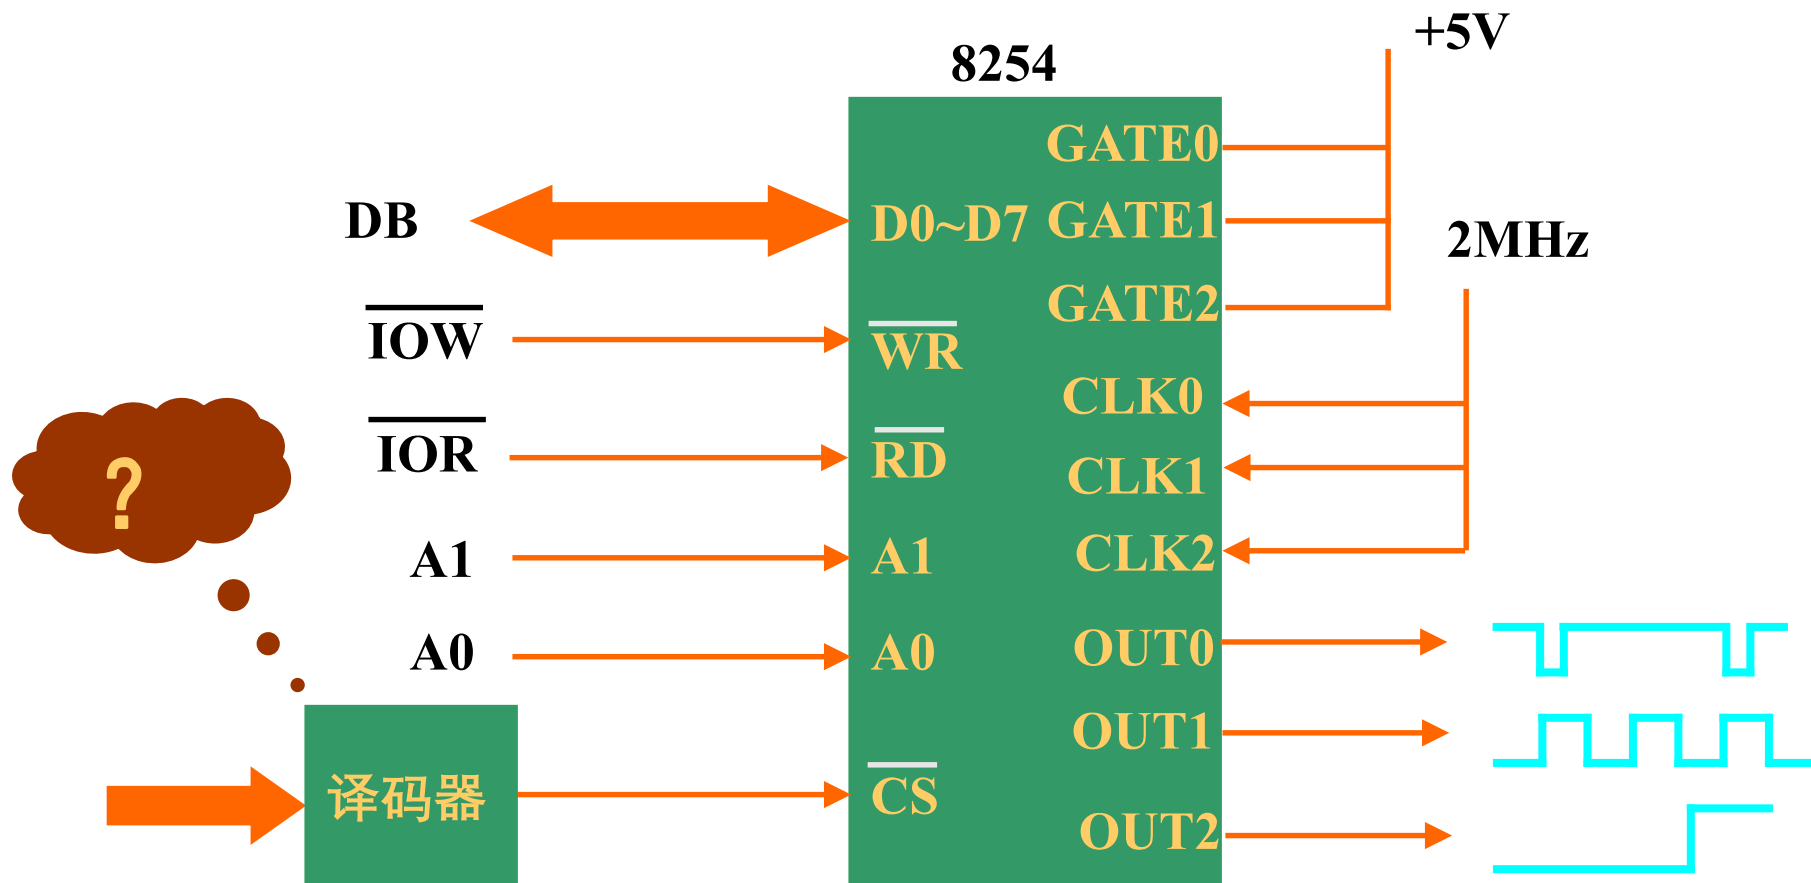 8254
+5V
2MHz
DB
IOW
IOR
A1
A0
?
译码器
D0~D7
WR
RD
A1
A0
CS
GATE0
GATE1
GATE2
CLK0
CLK1
CLK2
OUT0
OUT1
OUT2